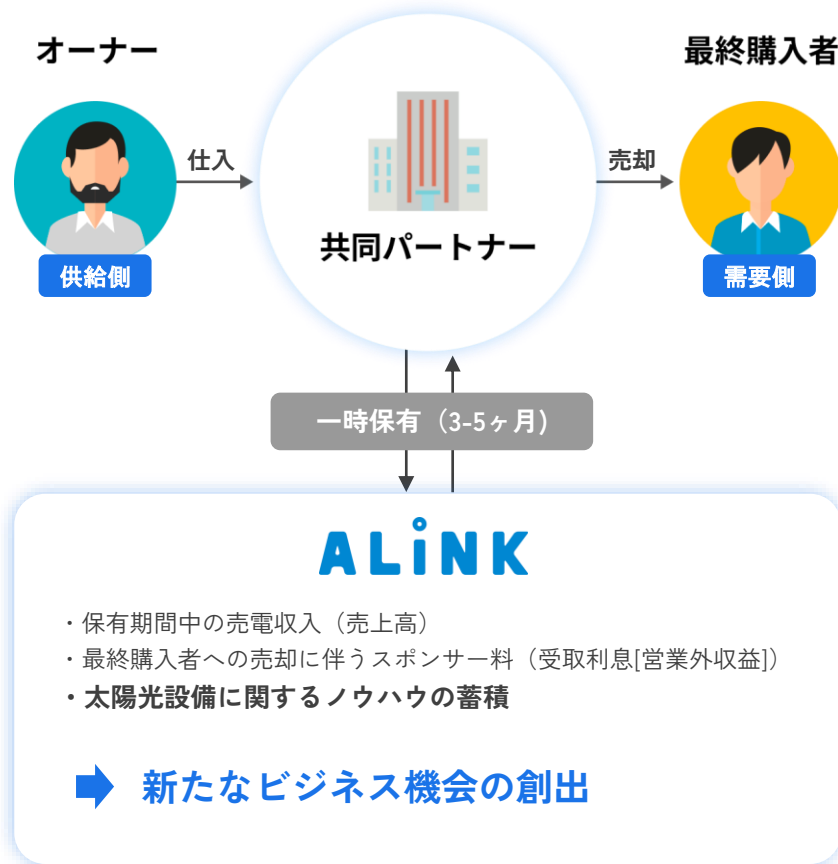 オーナー
最終購入者
仕入
売却
共同パートナー
供給側
需要側
一時保有（3-5ヶ月)
ALiNK
・保有期間中の売電収入（売上高）
・最終購入者への売却に伴うスポンサー料（受取利息[営業外収益]）
・太陽光設備に関するノウハウの蓄積
新たなビジネス機会の創出